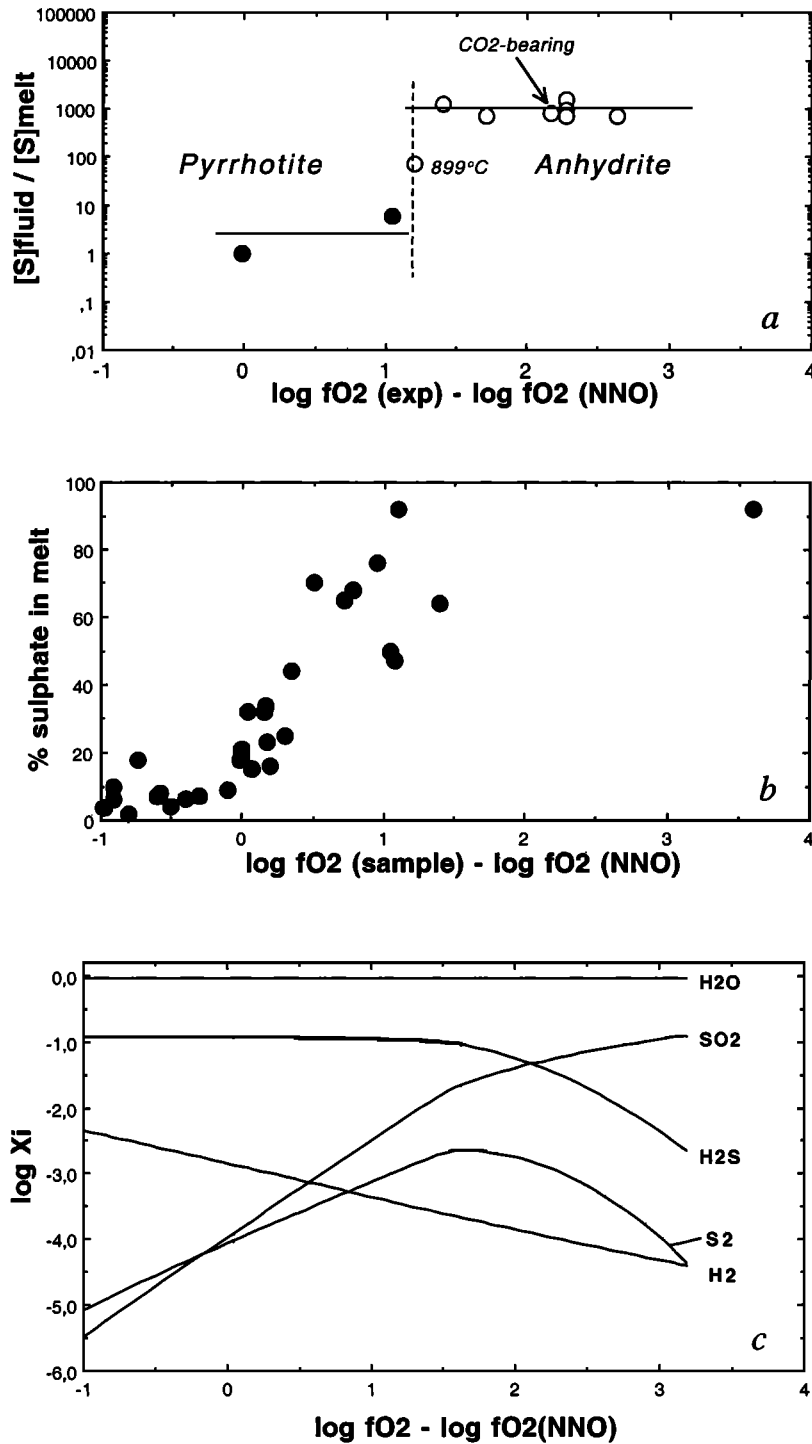 100000
10000
1000
100
10
1
,1
,01
[S]fluid / [S]melt
CO2-bearing
Pyrrhotite
899°C
Anhydrite
a
-1 0 1 2 3 4
log fO2 (exp) - log fO2 (NNO)
100
80
60
40
20
0
% sulphate in melt
b
-1 0 1 2 3 4
log fO2 (sample) - log fO2 (NNO)
0,0
-1,0
-2,0
-3,0
-4,0
-5,0
-6,0
log Xi
H2O
SO2
H2S
S2
H2
c
-1 0 1 2 3 4
log fO2 - log fO2(NNO)